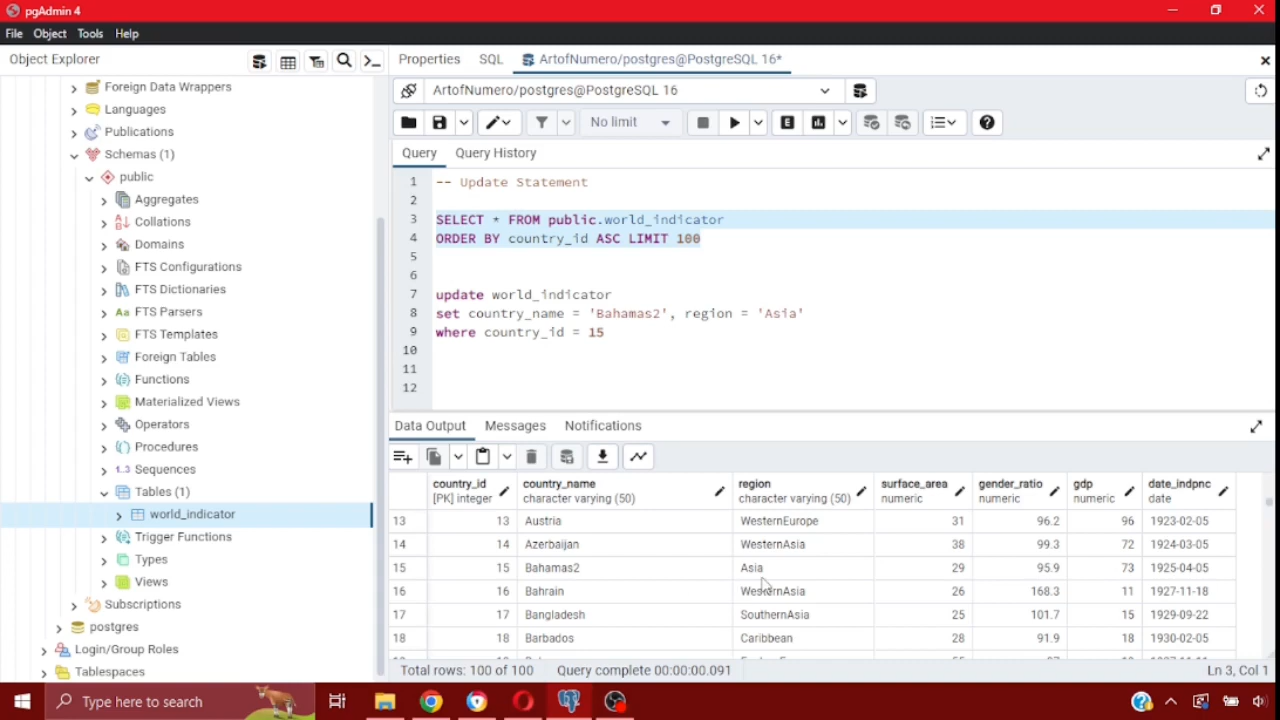 pgAdmin 4
File Object Tools Help
Object Explorer
Properties SQL ArtofNumero/postgres@PostgreSQL 16*
Foreign Data Wrappers
Languages
Publications
Schemas (1)
public
Aggregates
Collations
Domains
FTS Configurations
FTS Dictionaries
Aa FTS Parsers
FTS Templates
Foreign Tables
Functions
Materialized Views
Operators
Procedures
1..3 Sequences
Tables (1)
world_indicator
Trigger Functions
Types
Views
Subscriptions
postgres
Login/Group Roles
Tablespaces
ArtofNumero/postgres@PostgreSQL 16
No limit
E
Query Query History
1 -- Update Statement
2
3 SELECT * FROM public.world_indicator
4 ORDER BY country_id ASC LIMIT 100
5
6
7 update world_indicator
8 set country_name = 'Bahamas2', region = 'Asia'
9 where country_id = 15
10
11
12
Data Output Messages Notifications
country_id country_name region surface_area gender_ratio gdp date_indpnc
[PK] integer character varying (50) character varying (50) numeric numeric numeric date
13 13 Austria WesternEurope 31 96.2 96 1923-02-05
14 14 Azerbaijan WesternAsia 38 99.3 72 1924-03-05
15 15 Bahamas2 Asia 29 95.9 73 1925-04-05
16 16 Bahrain WesternAsia 26 168.3 11 1927-11-18
17 17 Bangladesh SouthernAsia 25 101.7 15 1929-09-22
18 18 Barbados Caribbean 28 91.9 18 1930-02-05
Total rows: 100 of 100 Query complete 00:00:00.091 Ln 3, Col 1
Type here to search